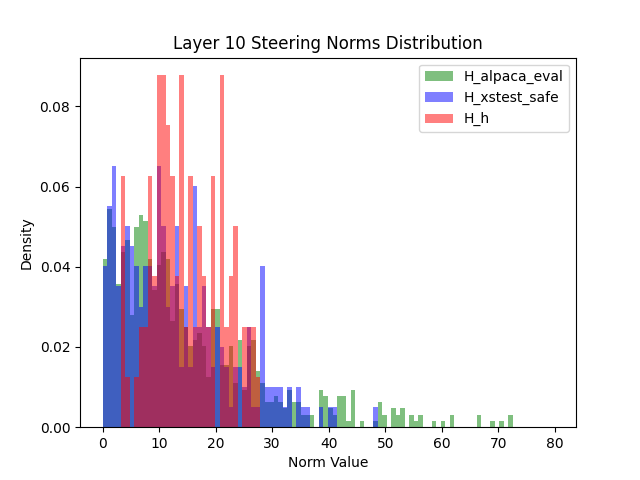 Layer 10 Steering Norms Distribution
H_alpaca_eval
H_xstest_safe
H_h
0.08
0.06
0.04
0.02
0.00
Density
0 10 20 30 40 50 60 70 80
Norm Value